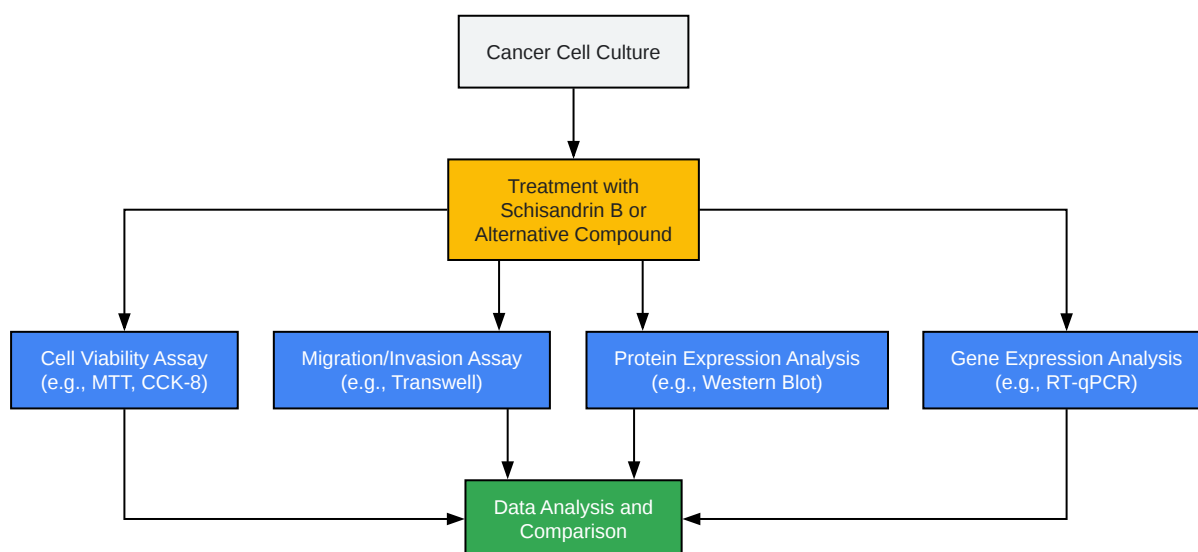 Cancer Cell Culture
Treatment with
Schisandrin B or
Alternative Compound
Cell Viability Assay
(e.g., MTT, CCK-8)
Migration/Invasion Assay
(e.g., Transwell)
Protein Expression Analysis
(e.g., Western Blot)
Gene Expression Analysis
(e.g., RT-qPCR)
Data Analysis and
Comparison